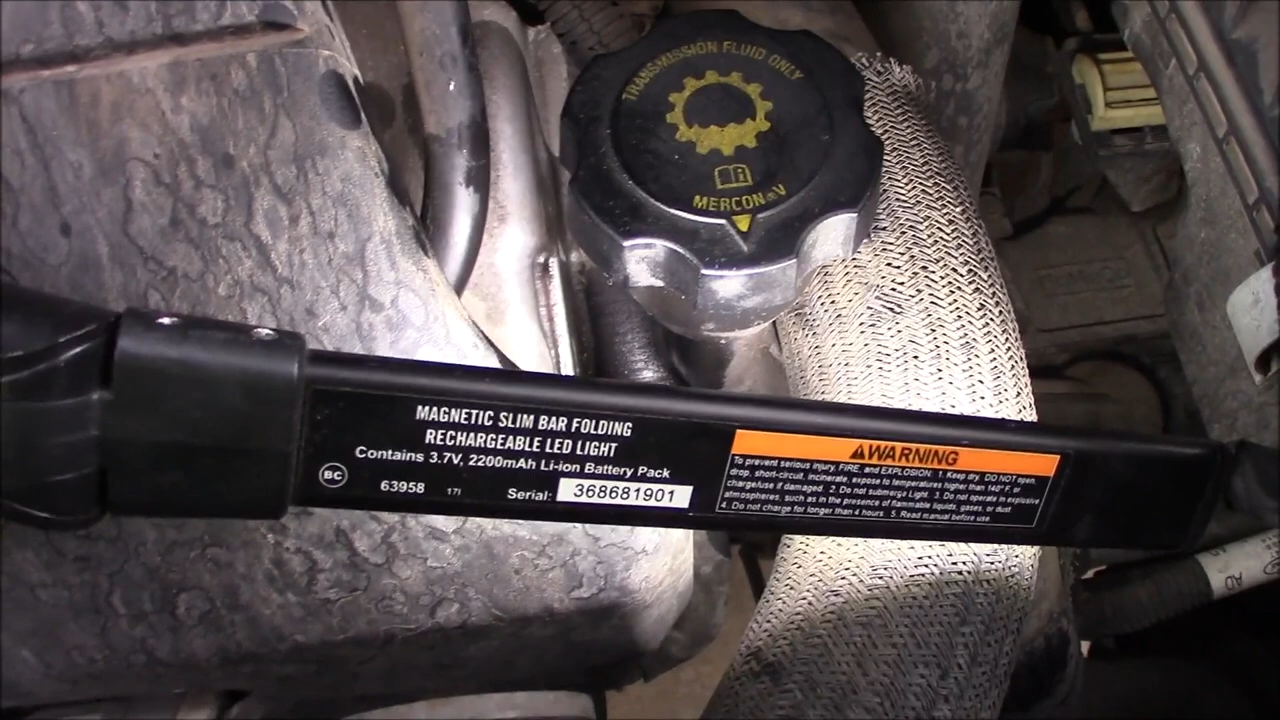 TRANSMISSION FLUID ONLY
MERCON®V
MAGNETIC SLIM BAR FOLDING
RECHARGEABLE LED LIGHT
Contains 3.7V, 2200mAh Li-ion Battery Pack
BC
63958 17l
Serial: 368681901
WARNING
To prevent serious injury, FIRE, and EXPLOSION: 1. Keep dry. DO NOT open,
drop, short-circuit, incinerate, expose to temperatures higher than 140° F, or
charge/use if damaged. 2. Do not submerge Light. 3. Do not operate in explosive
atmospheres, such as in the presence of flammable liquids, gases, or dust.
4. Do not charge for longer than 4 hours. 5. Read manual before use.